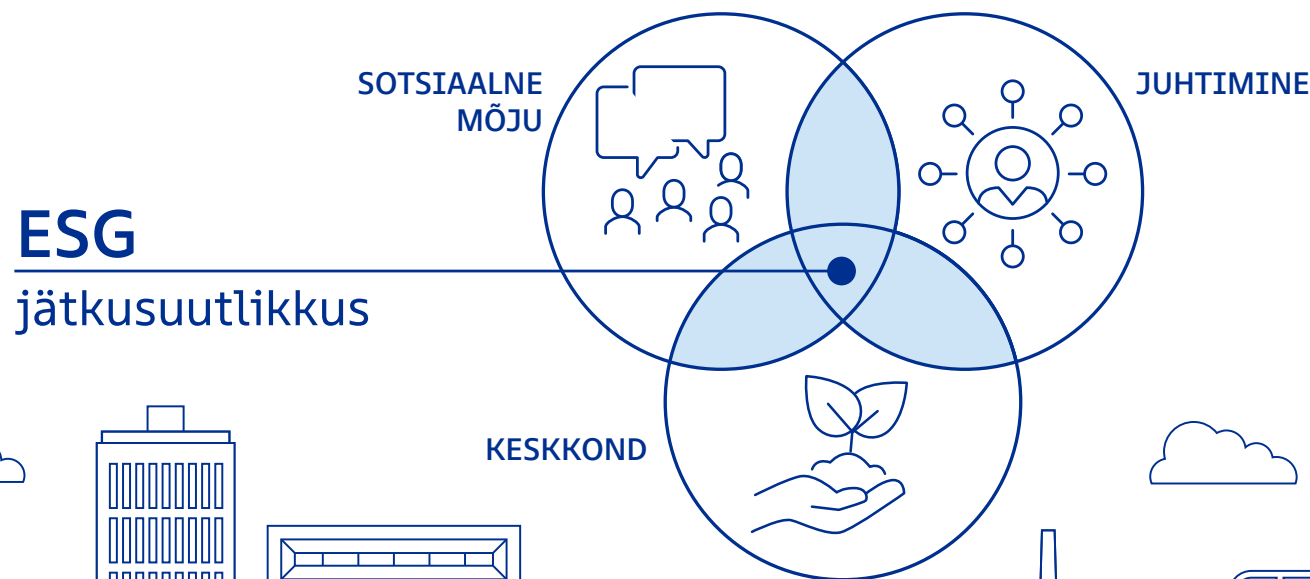 SOTSIAALNE
MÕJU
JUHTIMINE
ESG
jätkusuutlikkus
KESKKOND